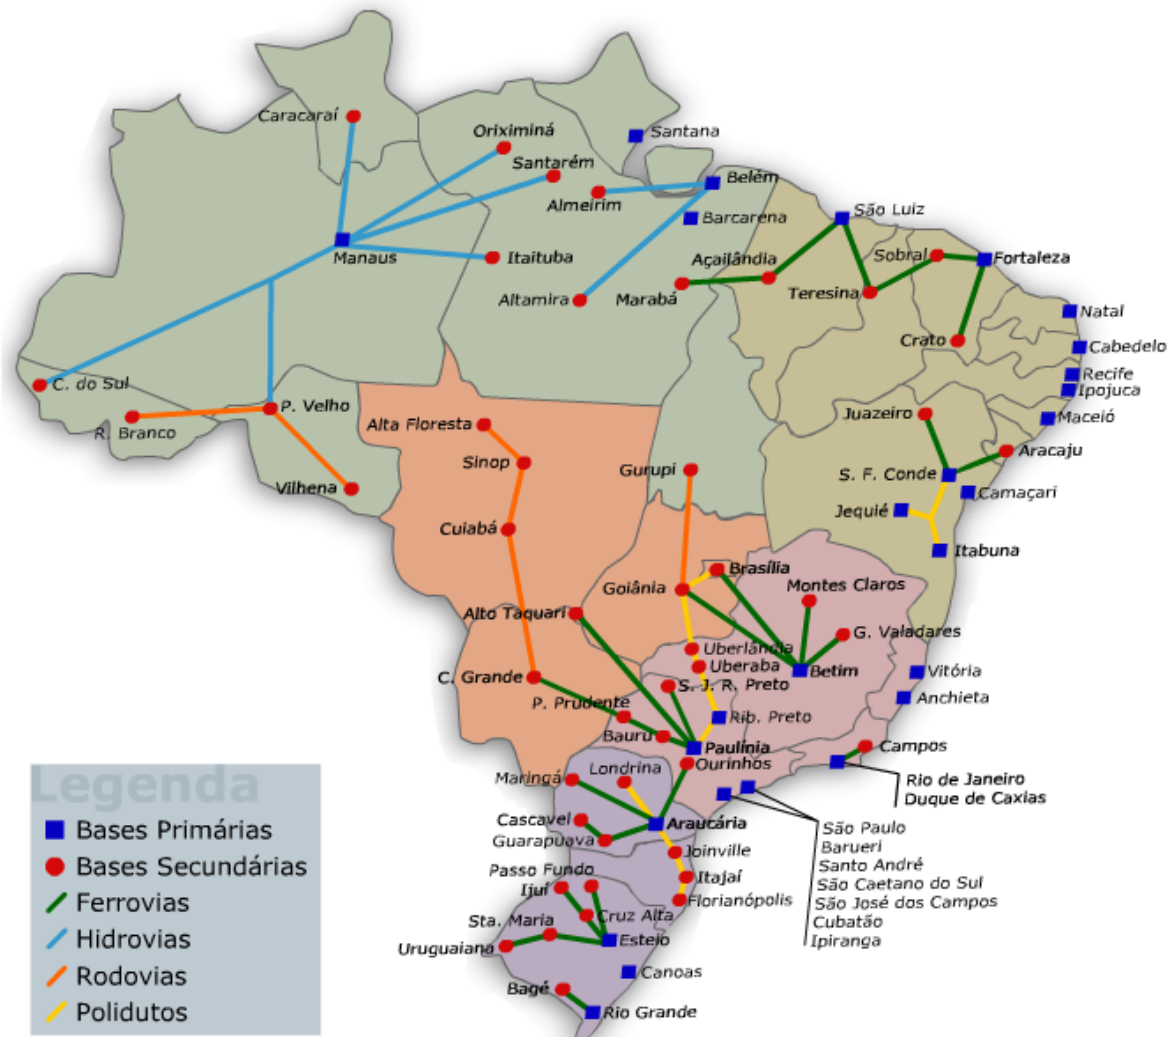 Caracaraí
Oriximiná
Santarém
Santana
Almeirim
Belém
Barcarena
São Luiz
Manaus
Itaituba
Açailândia
Sobral
Fortaleza
Altamira
Marabá
Teresina
Natal
Crato
Cabedelo
C. do Sul
Recife
Ipojuca
P. Velho
R. Branco
Alta Floresta
Juazeiro
Maceió
Sinop
Gurupi
Aracaju
S. F. Conde
Vilhena
Camaçari
Cuiabá
Jequié
Itabuna
Goiânia
Brasília
Montes Claros
Alto Taquari
G. Valadares
Uberlândia
Uberaba
Betim
Vitória
C. Grande
S. J. R. Preto
Anchieta
P. Prudente
Rib. Preto
Bauru
Paulínia
Campos
Ourinhos
Londrina
Maringá
Rio de Janeiro
Duque de Caxias
Cascavel
Araucária
Guarapuava
São Paulo
Barueri
Santo André
São Caetano do Sul
São José dos Campos
Cubatão
Ipiranga
Joinville
Passo Fundo
Itajaí
Ijuí
Florianópolis
Sta. Maria
Cruz Alta
Uruguaiana
Esteio
Canoas
Bagé
Rio Grande
Legenda
Bases Primárias
Bases Secundárias
Ferrovias
Hidrovias
Rodovias
Polidutos